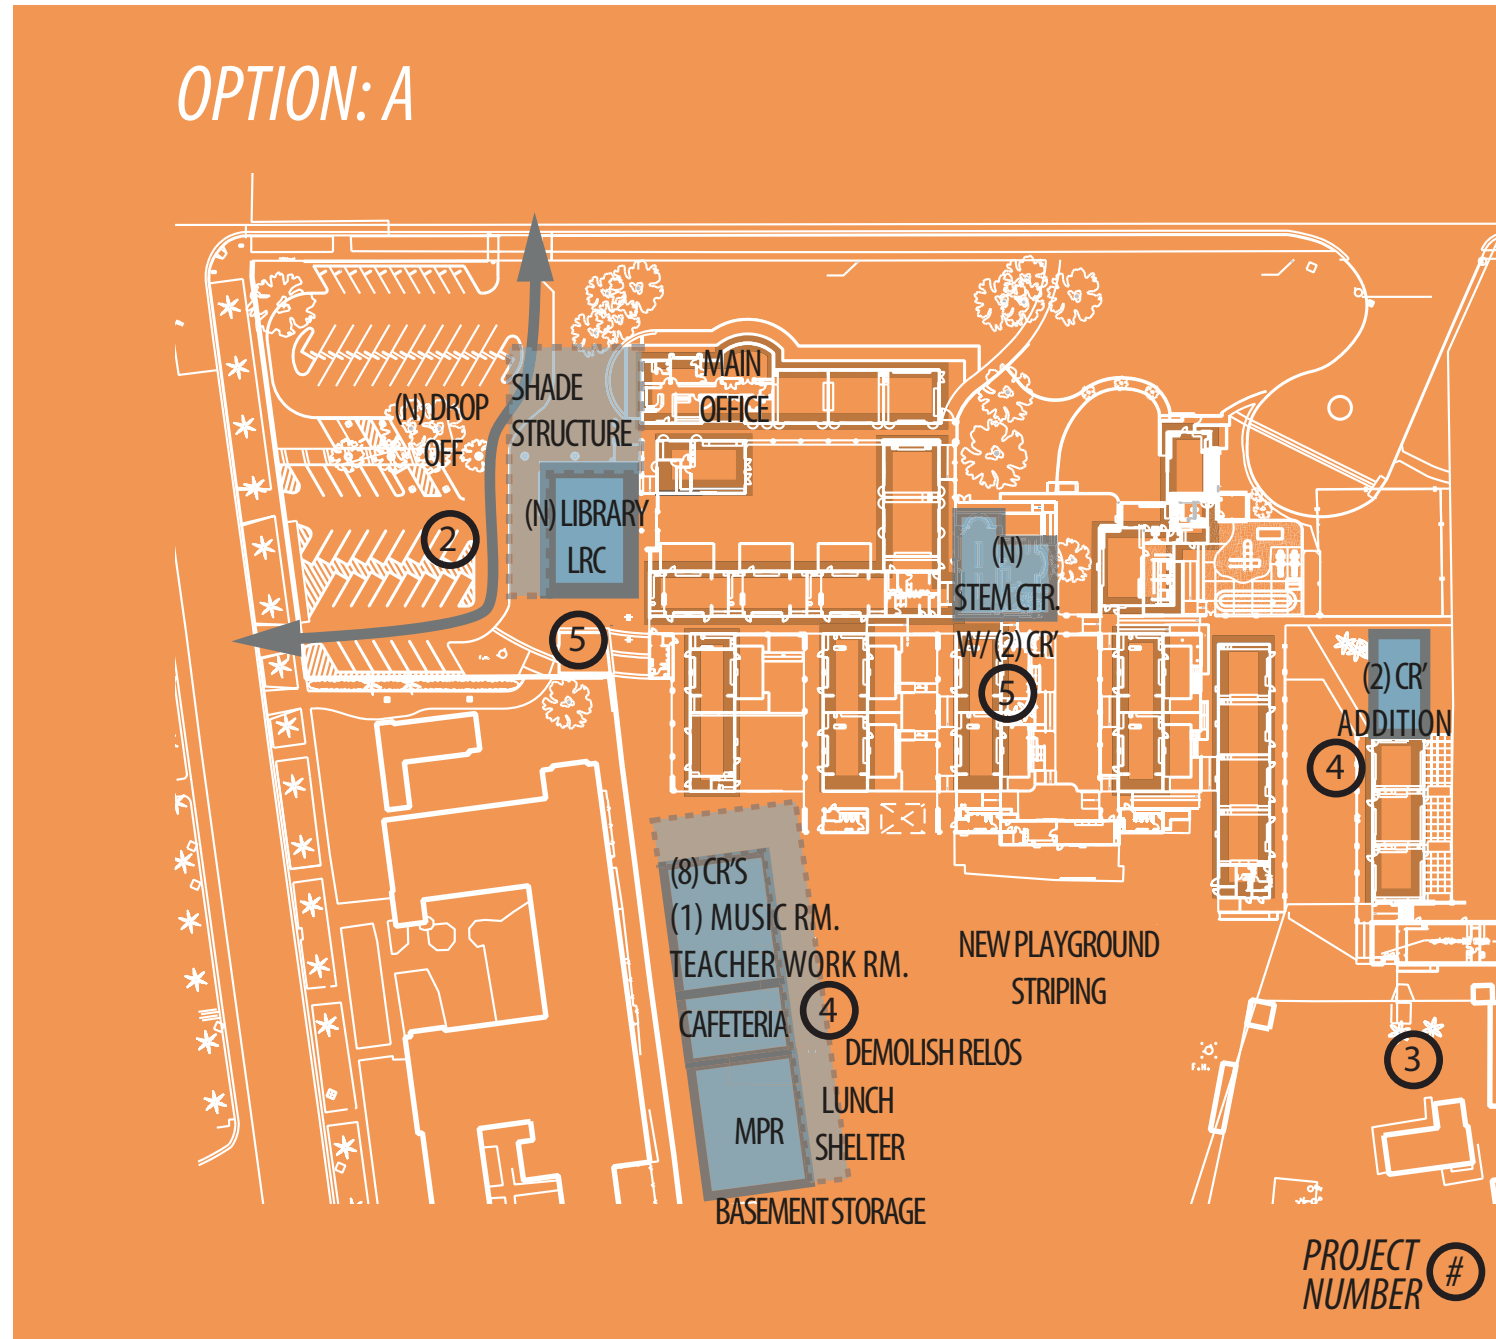 OPTION: A
MAIN
OFFICE
SHADE
STRUCTURE
(N) DROP
OFF
(N) LIBRARY
LRC
2
5
(N)
STEM CTR.
W/ (2) CR'
5
(2) CR'
ADDITION
4
(8) CR'S
(1) MUSIC RM.
TEACHER WORK RM.
CAFETERIA
4
NEW PLAYGROUND
STRIPING
DEMOLISH RELOS
3
LUNCH
SHELTER
MPR
BASEMENT STORAGE
PROJECT
NUMBER #